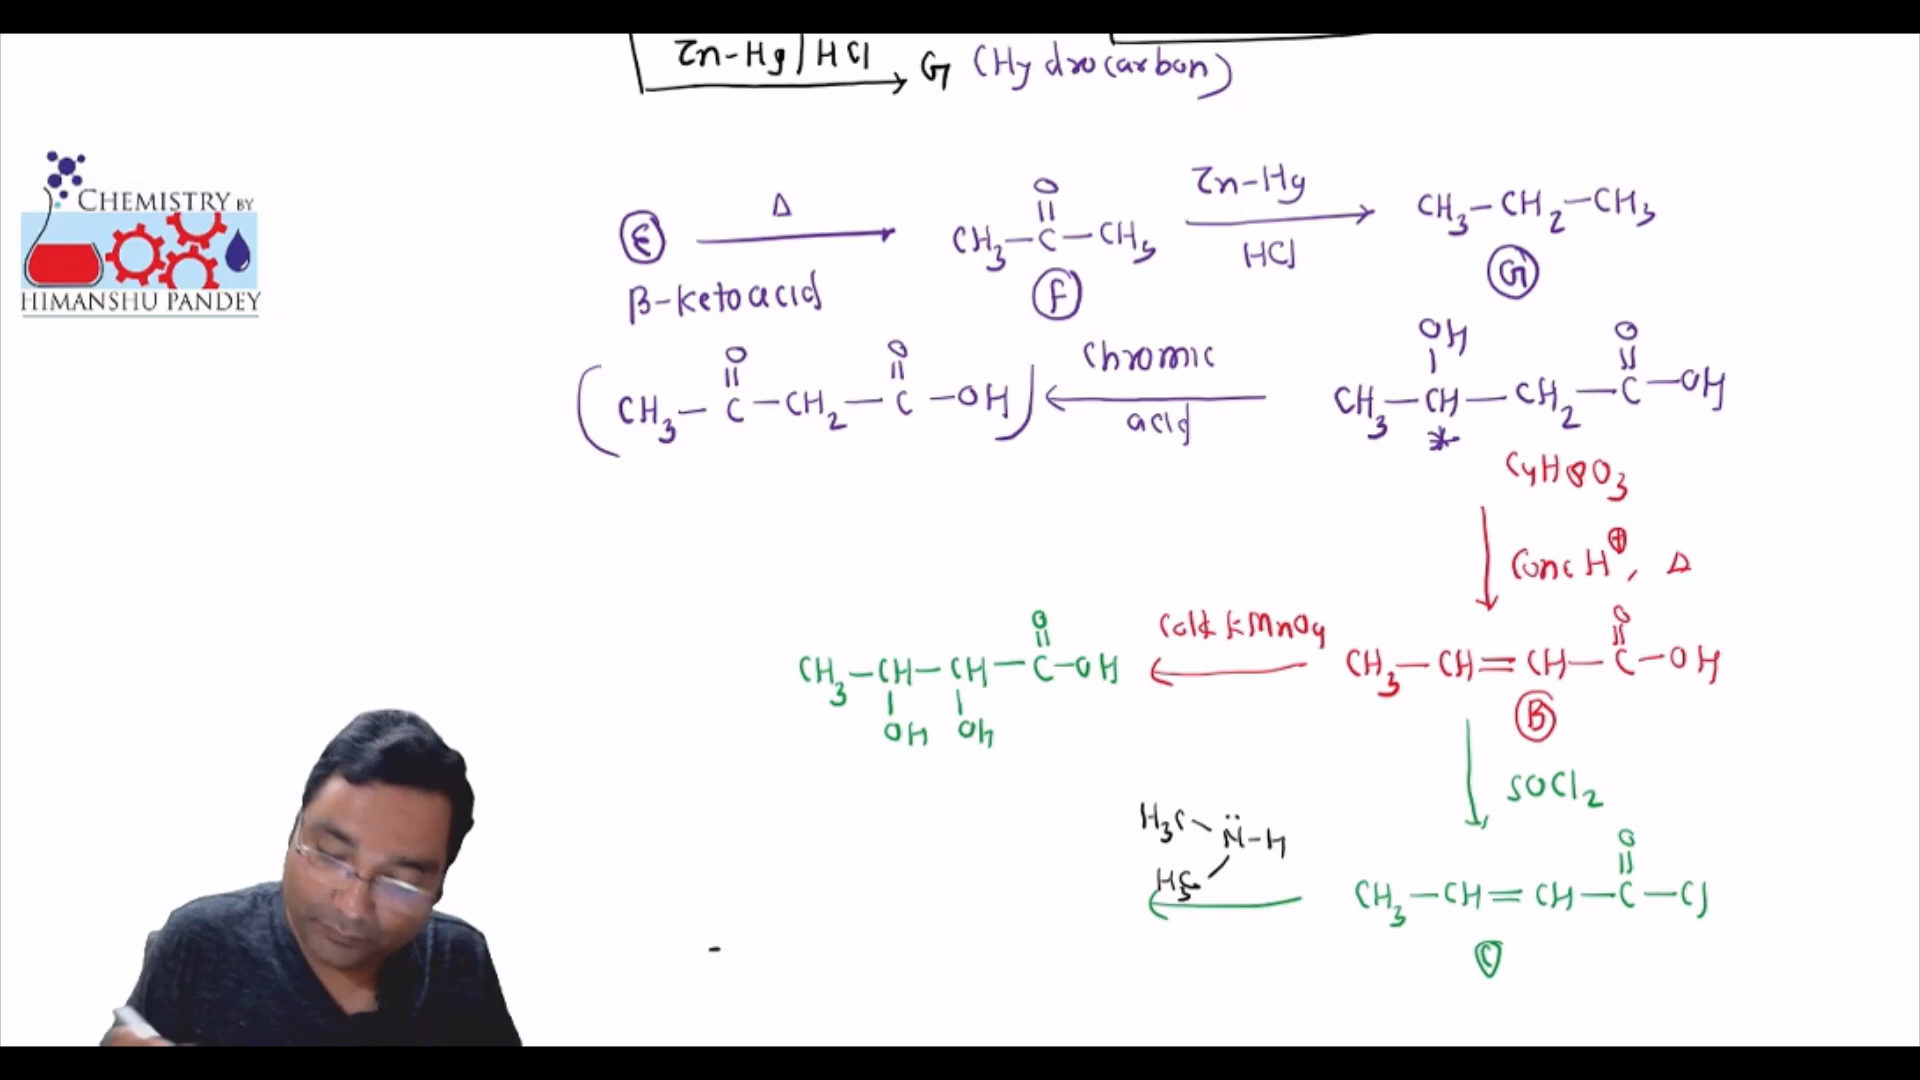 Zn-Hg/HCl → G (Hydrocarbon)
CHEMISTRY BY
HIMANSHU PANDEY
E Δ → CH3-C-CH3 Zn-Hg → CH3-CH2-CH3
O
HCl
β-ketoacid F G
O O OH O
(CH3-C-CH2-C-OH) ← chromic acid CH3-CH-CH2-C-OH
*
C4H8O3
Conc H⊕, Δ
O O
CH3-CH-CH-C-OH ← Cold KMnO4 CH3-CH=CH-C-OH
OH OH B
SOCl2
H3C N-H O
H3C ← CH3-CH=CH-C-Cl
C